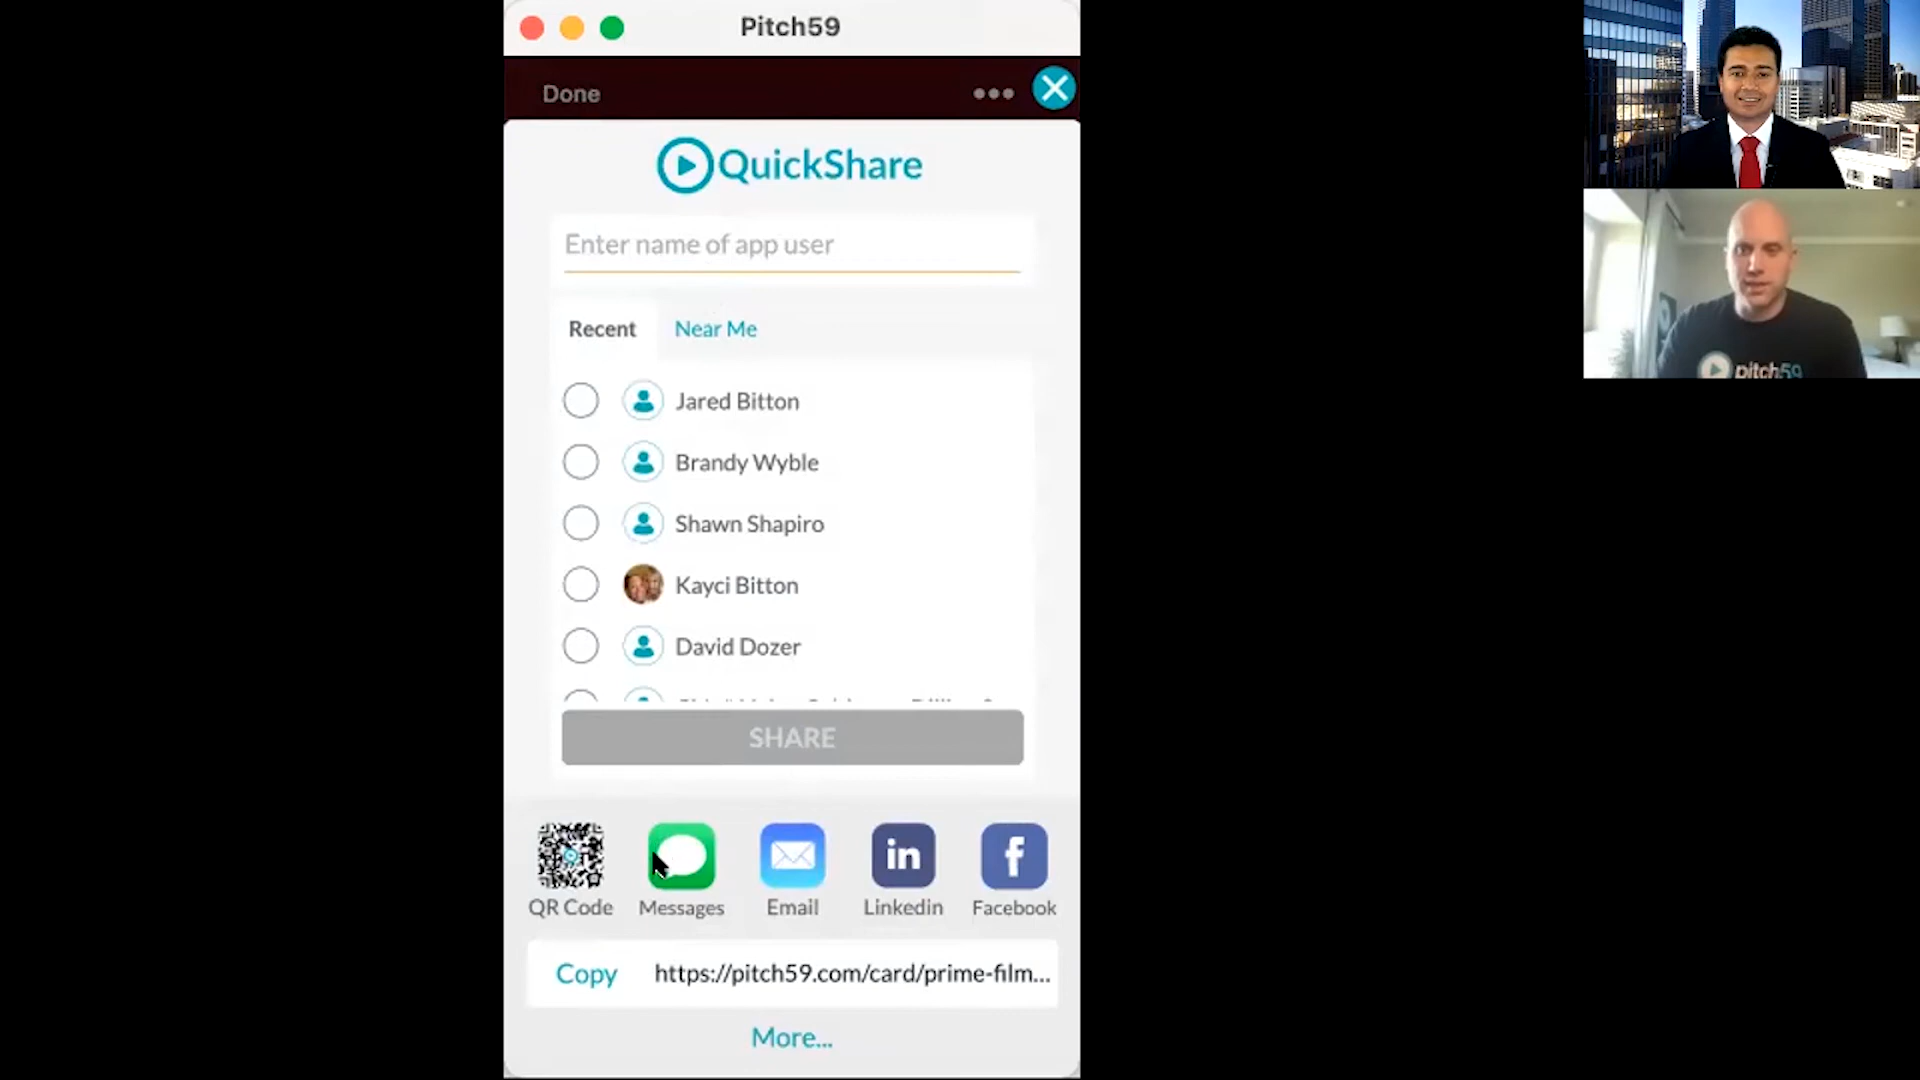 Pitch59
Done
QuickShare
Enter name of app user
Recent
Near Me
Jared Bitton
Brandy Wyble
Shawn Shapiro
Kayci Bitton
David Dozer
SHARE
QR Code
Messages
Email
Linkedin
Facebook
Copy
https://pitch59.com/card/prime-film...
More...
in
f
pitch59